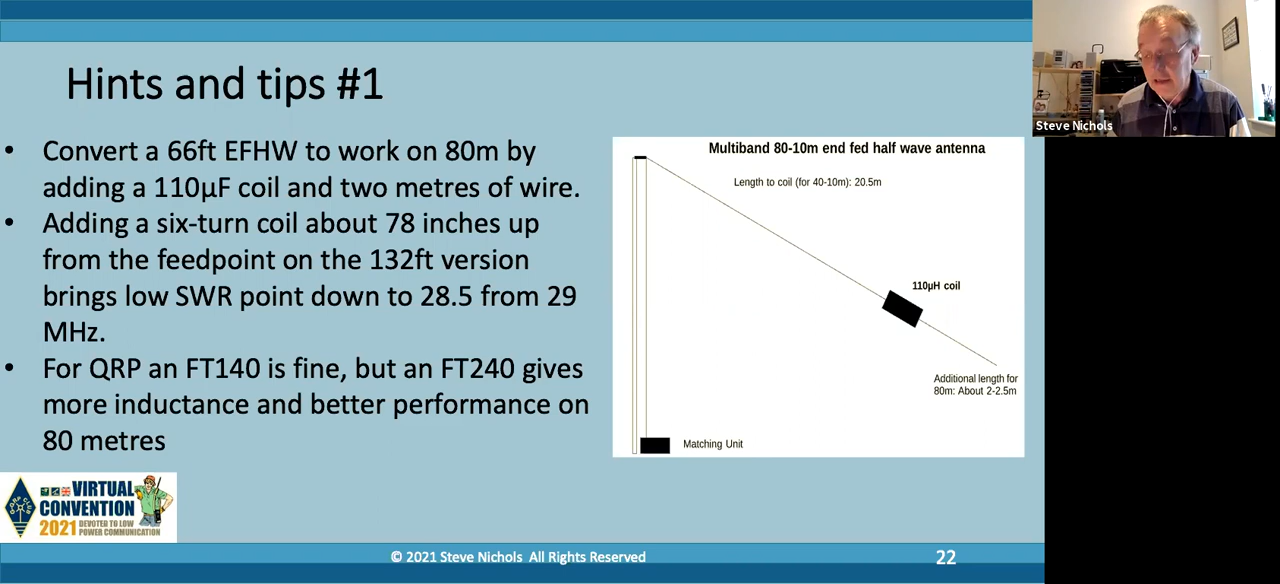 Hints and tips #1
• Convert a 66ft EFHW to work on 80m by
adding a 110µF coil and two metres of wire.
• Adding a six-turn coil about 78 inches up
from the feedpoint on the 132ft version
brings low SWR point down to 28.5 from 29
MHz.
• For QRP an FT140 is fine, but an FT240 gives
more inductance and better performance on
80 metres
Multiband 80-10m end fed half wave antenna
Length to coil (for 40-10m): 20.5m
110µH coil
Additional length for
80m: About 2-2.5m
Matching Unit
Steve Nichols
VIRTUAL
CONVENTION
2021 DEVOTED TO LOW
POWER COMMUNICATION
© 2021 Steve Nichols All Rights Reserved
22